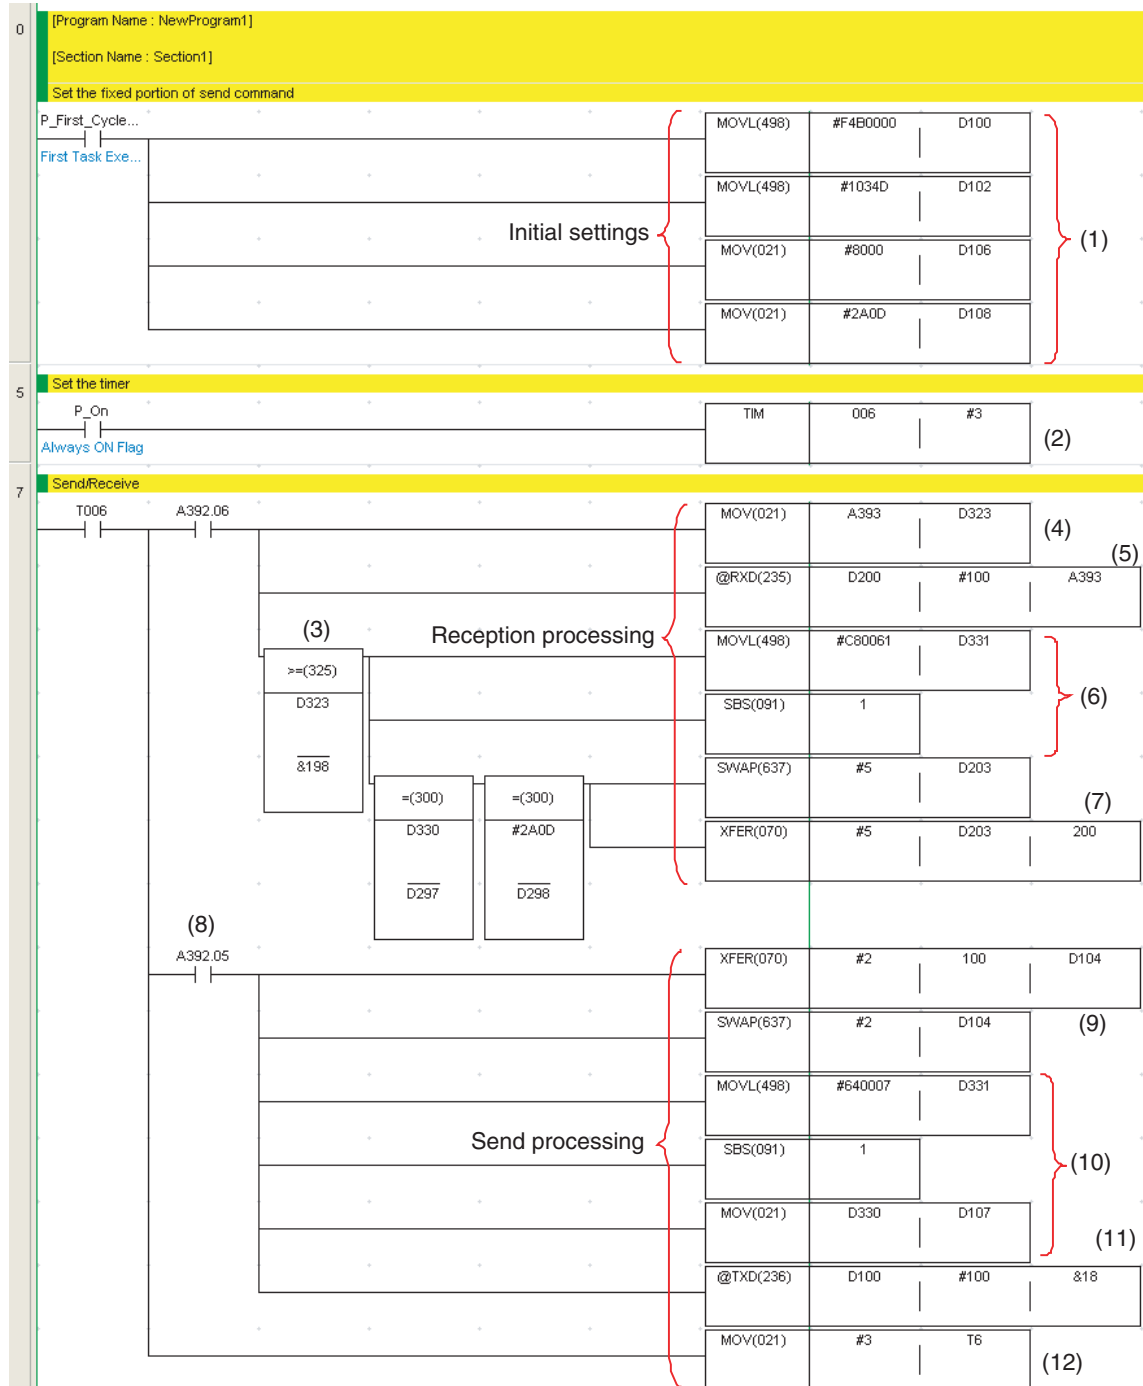 0
[Program Name : NewProgram1]
[Section Name : Section1]
Set the fixed portion of send command
P_First_Cycle...
First Task Exe...
MOVL(498) #F4B0000 D100
MOVL(498) #1034D D102
Initial settings
(1)
MOV(021) #8000 D106
MOV(021) #2A0D D108
5
Set the timer
P_On
Always ON Flag
TIM 006 #3
(2)
7
Send/Receive
T006 A392.06
MOV(021) A393 D323
(4)
(5)
@RXD(235) D200 #100 A393
(3)
Reception processing
MOVL(498) #C80061 D331
>=(325)
D323
&198
SBS(091) 1
(6)
SWAP(637) #5 D203
(7)
=(300)
D330
D297
=(300)
#2A0D
D298
XFER(070) #5 D203 200
(8)
A392.05
XFER(070) #2 100 D104
SWAP(637) #2 D104
(9)
MOVL(498) #640007 D331
Send processing
SBS(091) 1
(10)
MOV(021) D330 D107
(11)
@TXD(236) D100 #100 &18
MOV(021) #3 T6
(12)